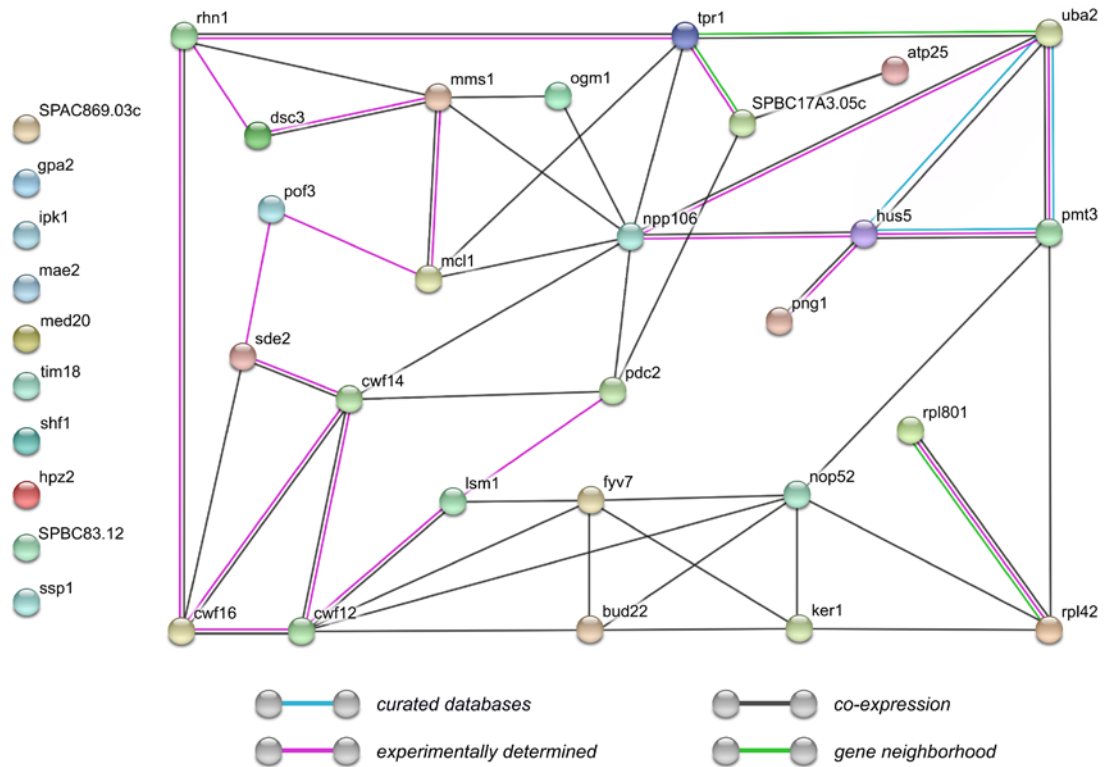 rhn1
tpr1
uba2
atp25
mms1
ogm1
SPBC17A3.05c
SPAC869.03c
dsc3
gpa2
pof3
npp106
hus5
pmt3
ipk1
mcl1
mae2
png1
med20
sde2
cwf14
pdc2
tim18
rpl801
shf1
lsm1
fyv7
nop52
hpz2
SPBC83.12
ssp1
cwf16
cwf12
bud22
ker1
rpl42
curated databases
co-expression
experimentally determined
gene neighborhood